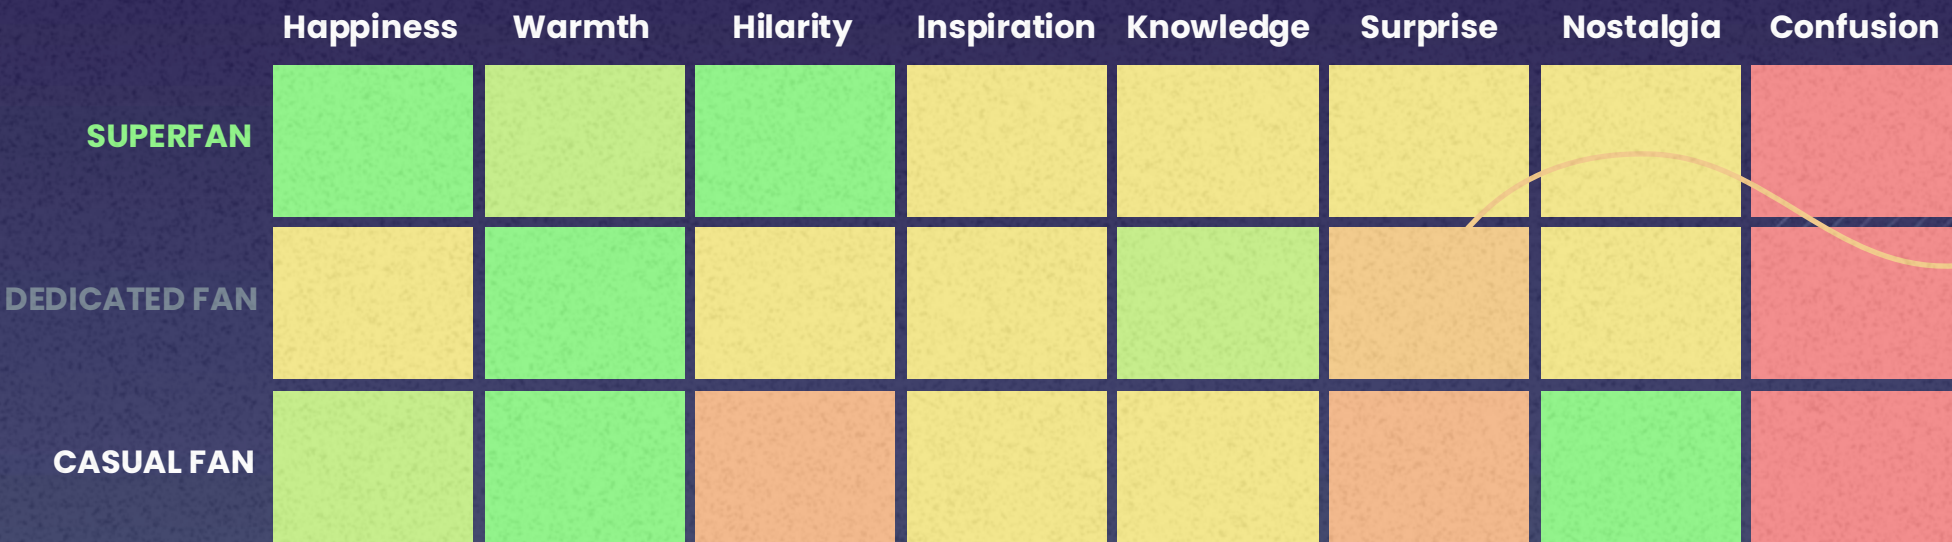 Happiness Warmth Hilarity Inspiration Knowledge Surprise Nostalgia Confusion
SUPERFAN
DEDICATED FAN
CASUAL FAN